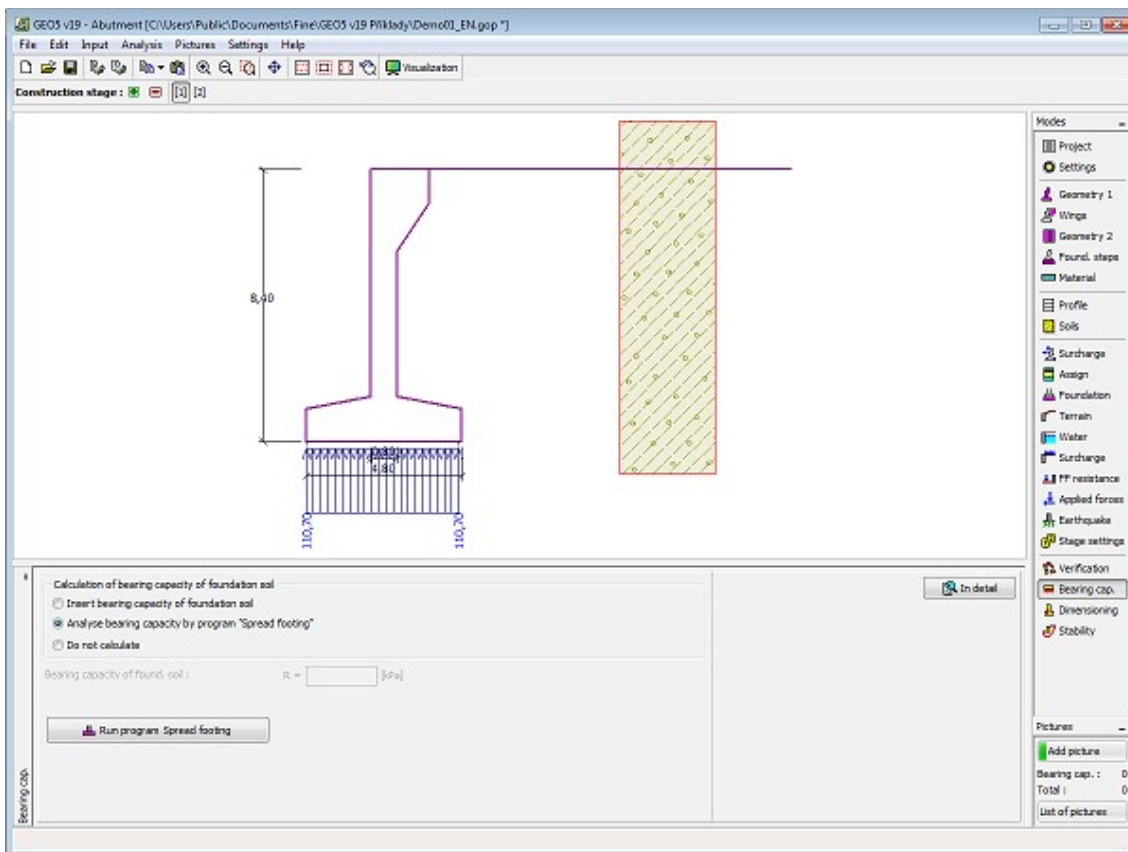 GEO5 v19 - Abutment [C:\Users\Public\Documents\Fine\GEO5 v19 Příklady\Demo01_EN.gop *]
File Edit Input Analysis Pictures Settings Help
Visualization
Construction stage : [1] [2]
Modes
Project
Settings
Geometry 1
Wings
Geometry 2
Found. steps
Material
Profile
Soils
Surcharge
Assign
Foundation
Terrain
Water
Surcharge
FF resistance
Applied forces
Earthquake
Stage settings
Verification
Bearing cap.
Dimensioning
Stability
8,40
4,80
110,70 110,70
Calculation of bearing capacity of foundation soil
Insert bearing capacity of foundation soil
Analyse bearing capacity by program "Spread footing"
Do not calculate
Bearing capacity of found. soil : R = [kPa]
Run program Spread footing
In detail
Bearing cap.
Pictures
Add picture
Bearing cap. : 0
Total : 0
List of pictures